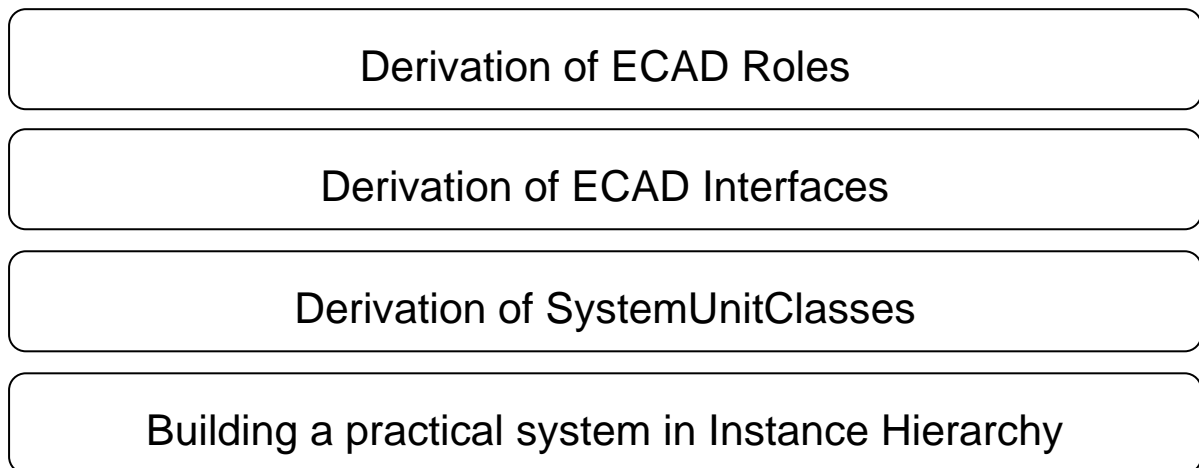 Derivation of ECAD Roles
Derivation of ECAD Interfaces
Derivation of SystemUnitClasses
Building a practical system in Instance Hierarchy